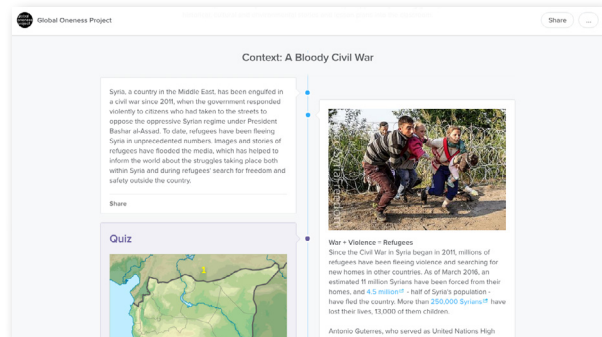 Global Oneness Project
Share
...
Context: A Bloody Civil War
Syria, a country in the Middle East, has been engulfed in
a civil war since 2011, when the government responded
violently to citizens who had taken to the streets to
oppose the oppressive Syrian regime under President
Bashar al-Assad. To date, refugees have been fleeing
Syria in unprecedented numbers. Images and stories of
refugees have flooded the media, which has helped to
inform the world about the struggles taking place both
within Syria and during refugees' search for freedom and
safety outside the country.
Share
Quiz
1
War + Violence = Refugees
Since the Civil War in Syria began in 2011, millions of
refugees have been fleeing violence and searching for
new homes in other countries. As of March 2016, an
estimated 11 million Syrians have been forced from their
homes, and 4.5 million - half of Syria's population -
have fled the country. More than 250,000 Syrians have
lost their lives, 13,000 of them children.
Antonio Guterres, who served as United Nations High